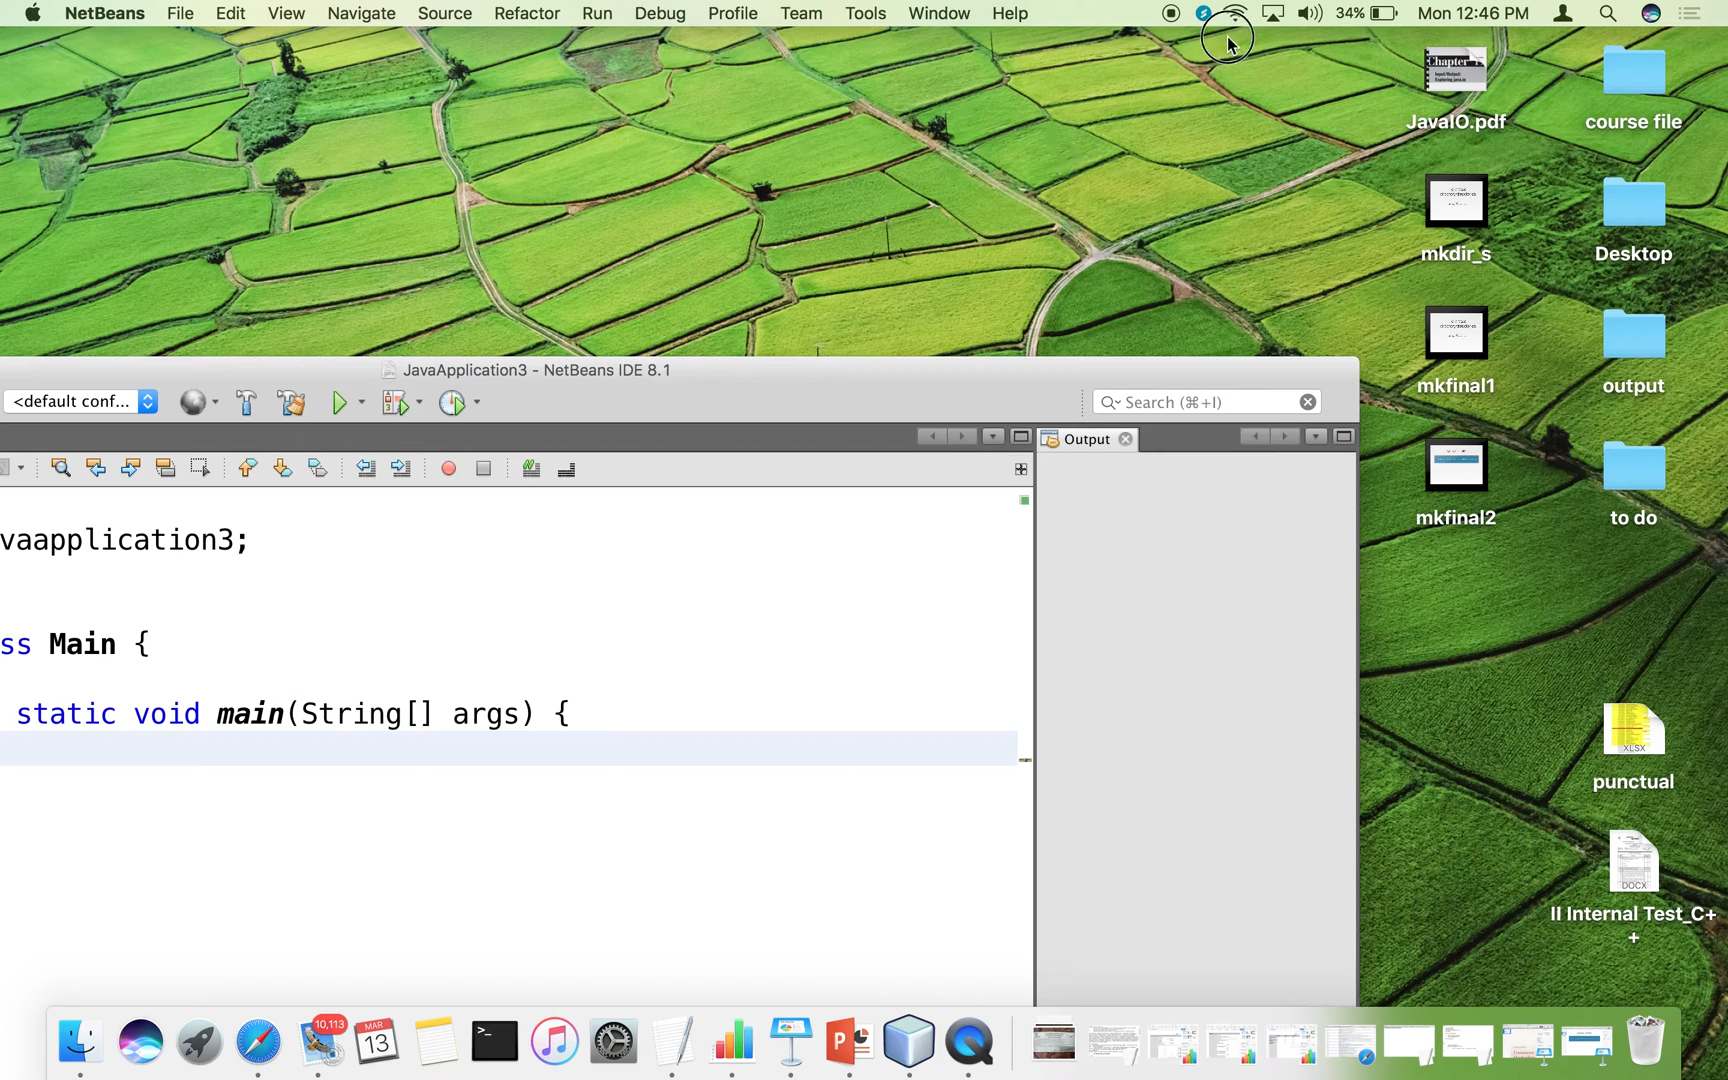 NetBeans File Edit View Navigate Source Refactor Run Debug Profile Team Tools Window Help 34% Mon 12:46 PM
Chapter
JavaIO.pdf
course file
mkdir_s
Desktop
mkfinal1
output
mkfinal2
to do
JavaApplication3 - NetBeans IDE 8.1
<default conf...
Search (⌘+I)
Output
vaapplication3;
ss Main {
static void main(String[] args) {
XLSX
punctual
DOCX
II Internal Test_C+
+
10,113
MAR
13